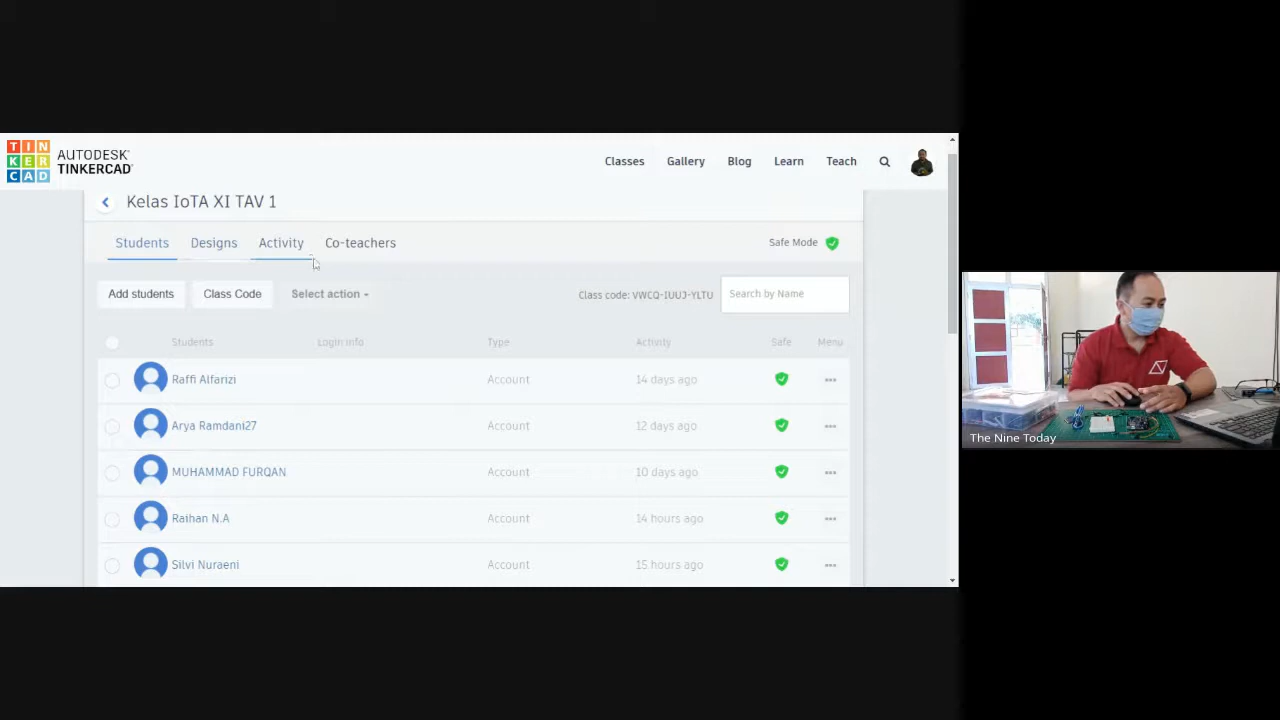 TIN
KER
CAD
AUTODESK®
TINKERCAD®
Classes
Gallery
Blog
Learn
Teach
Kelas IoTA XI TAV 1
Students
Designs
Activity
Co-teachers
Safe Mode
Add students
Class Code
Select action
Class code: VWCQ-IUUJ-YLTU
Search by Name
Students
Login info
Type
Activity
Safe
Menu
Raffi Alfarizi
Account
14 days ago
Arya Ramdani27
Account
12 days ago
MUHAMMAD FURQAN
Account
10 days ago
Raihan N.A
Account
14 hours ago
Silvi Nuraeni
Account
15 hours ago
The Nine Today